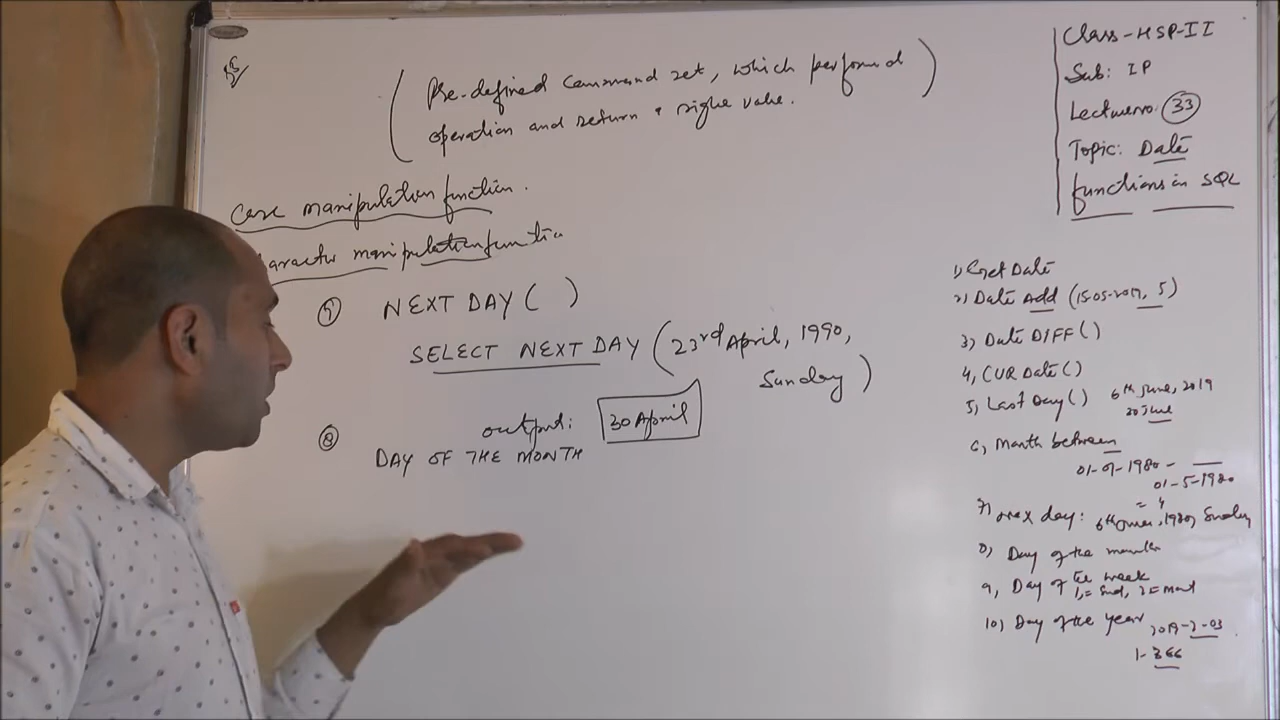 (Pre-defined Command set, which performed
operation and return a single value.)
Case manipulation function.
aracter manipulation function
⑦ NEXT DAY ( )
SELECT NEXT DAY (23rd April, 1990,
Sunday)
output: 30 April
⑧ DAY OF THE MONTH
Class-HSP-II
Sub: IP
Lecture no. 33
Topic: Date
functions in SQL
1) Get Date
2) Date Add (15-05-2019, 5)
3) Date DIFF ( )
4, CUR Date ( )
5, Last Day ( ) 6th June, 2019
30 June
6, Month between
01-09-1980 -
01-5-1980
= 4
7) next day: 6th June, 1980, Sunday
8) Day of the month
9, Day of the week
1, = Sund, 2 = Mond
10) Day of the year
2019-2-03
1-366